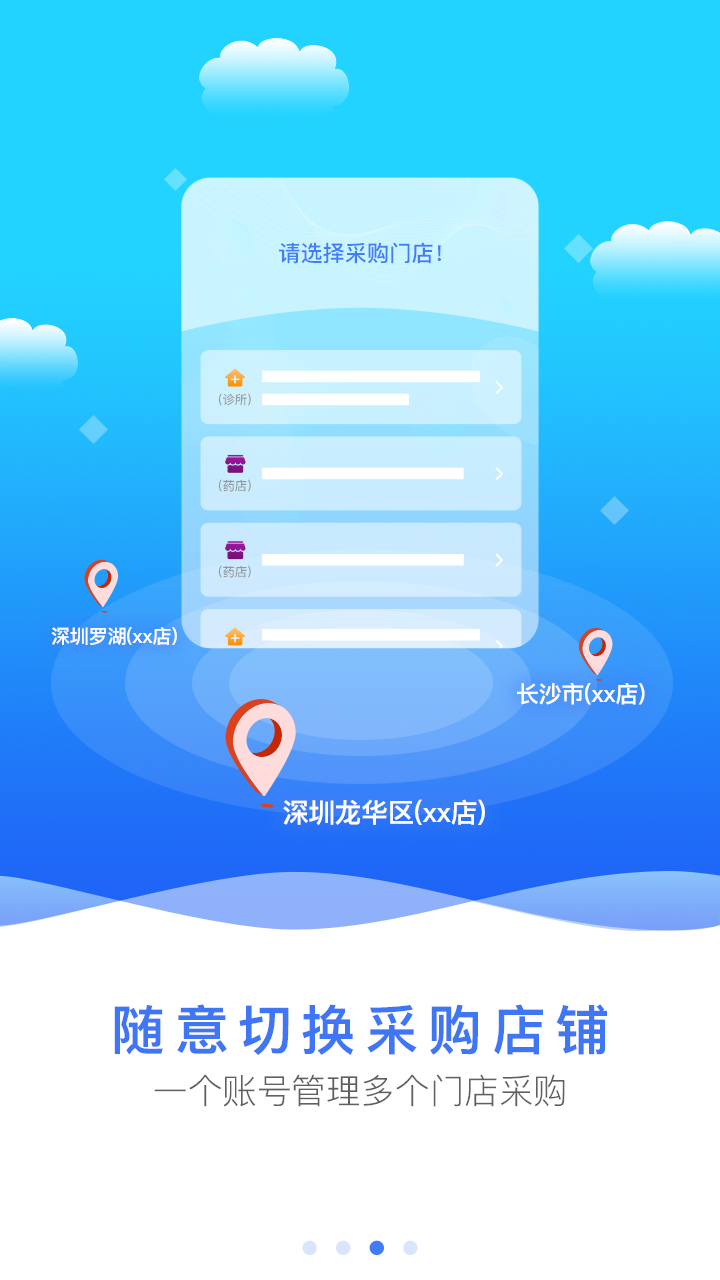 请选择采购门店!
(诊所)
(药店)
(药店)
深圳罗湖(xx店)
长沙市(xx店)
深圳龙华区(xx店)
随意切换采购店铺
一个账号管理多个门店采购